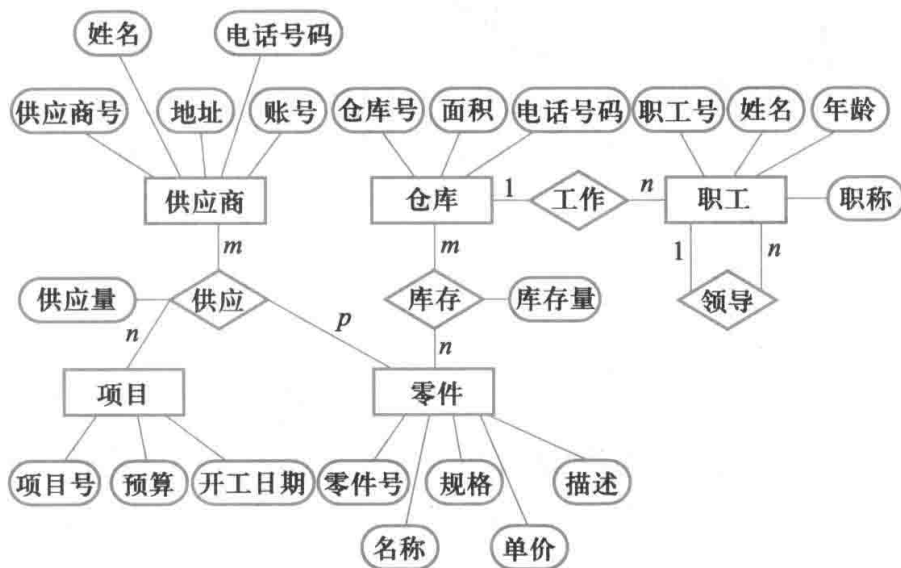 姓名 电话号码
供应商号 地址 账号 仓库号 面积 电话号码 职工号 姓名 年龄
供应商 仓库 1 工作 n 职工 职称
m m 1 n
供应量 供应 库存 库存量 领导
n p n
项目 零件
项目号 预算 开工日期 零件号 规格 描述
名称 单价